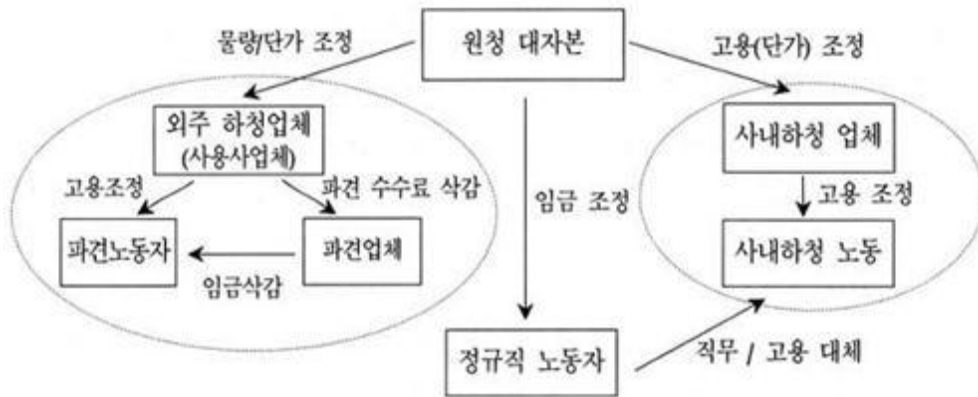 물량/단가 조정
원청 대자본
고용(단가) 조정
외주 하청업체
(사용사업체)
사내하청 업체
고용조정
파견 수수료 삭감
임금 조정
고용 조정
파견노동자
파견업체
사내하청 노동
임금삭감
정규직 노동자
직무 / 고용 대체